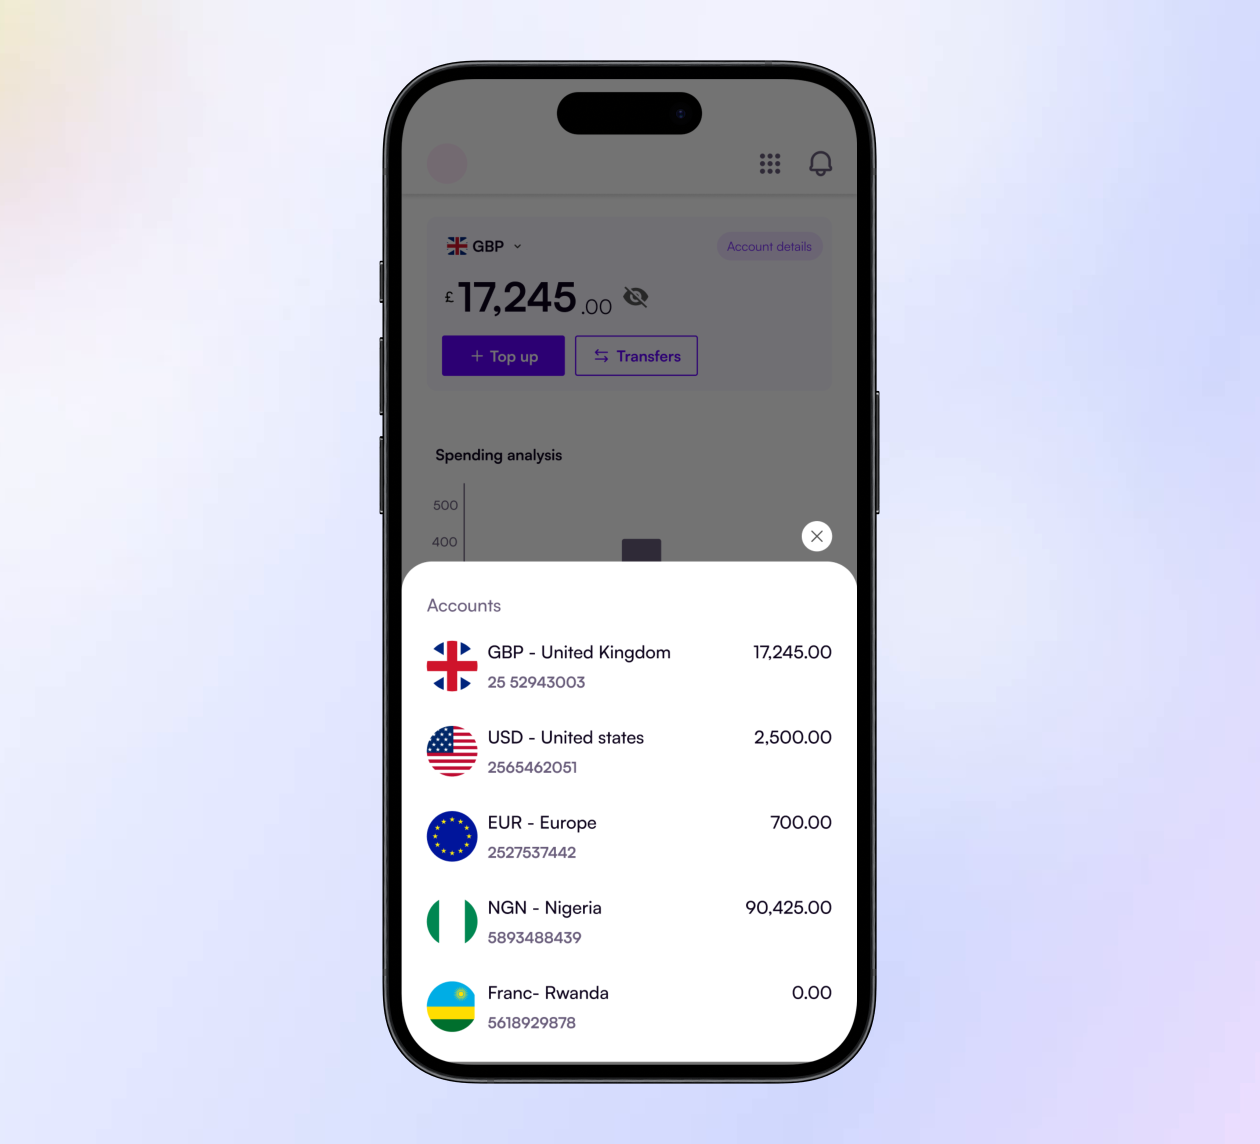 GBP
Account details
£17,245.00
+ Top up
Transfers
Spending analysis
500
400
Accounts
GBP - United Kingdom 17,245.00
25 52943003
USD - United states 2,500.00
2565462051
EUR - Europe 700.00
2527537442
NGN - Nigeria 90,425.00
5893488439
Franc- Rwanda 0.00
5618929878